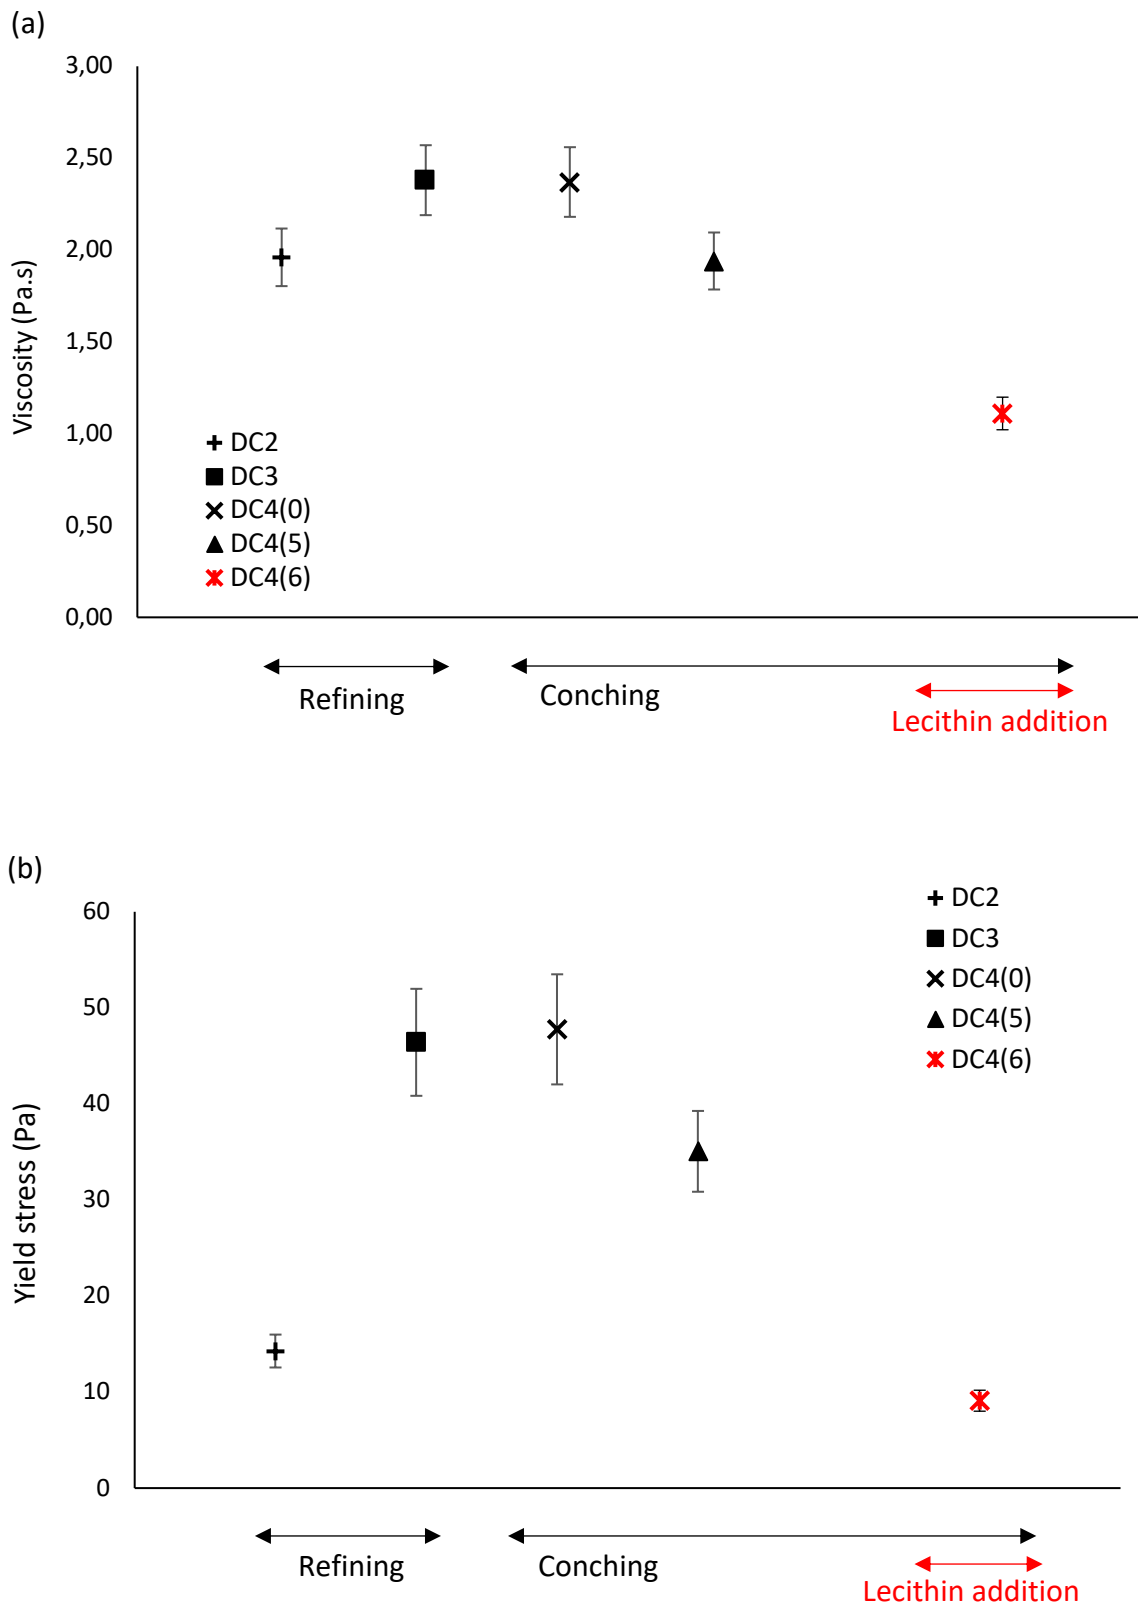 (a)
3,00
2,50
2,00
1,50
1,00
0,50
0,00
Viscosity (Pa.s)
DC2
DC3
DC4(0)
DC4(5)
DC4(6)
Refining
Conching
Lecithin addition
(b)
60
50
40
30
20
10
0
Yield stress (Pa)
DC2
DC3
DC4(0)
DC4(5)
DC4(6)
Refining
Conching
Lecithin addition